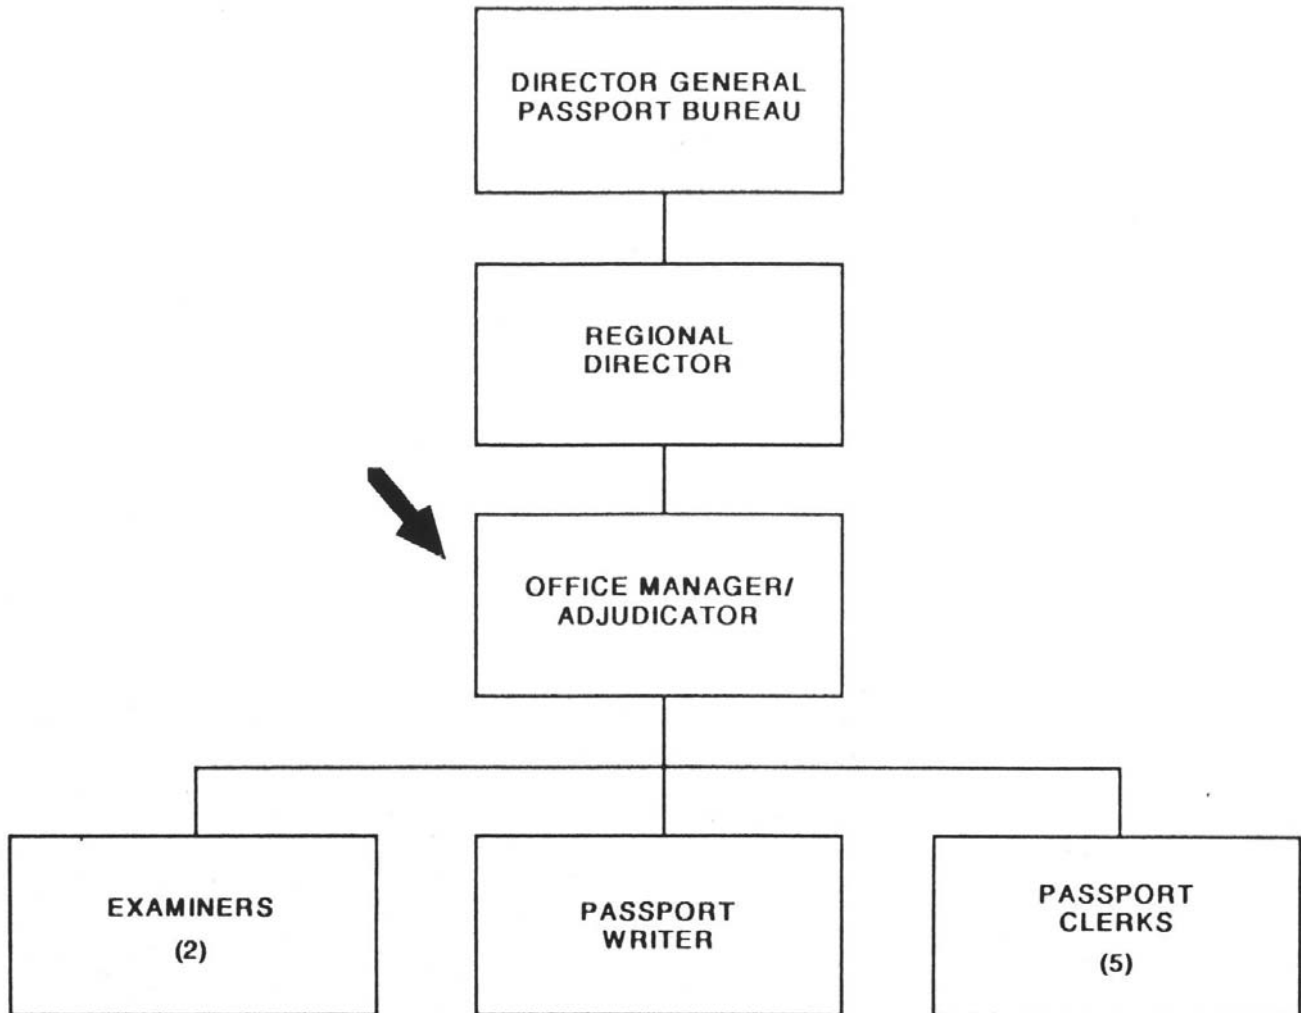 DIRECTOR GENERAL
PASSPORT BUREAU
REGIONAL
DIRECTOR
OFFICE MANAGER/
ADJUDICATOR
EXAMINERS
(2)
PASSPORT
WRITER
PASSPORT
CLERKS
(5)